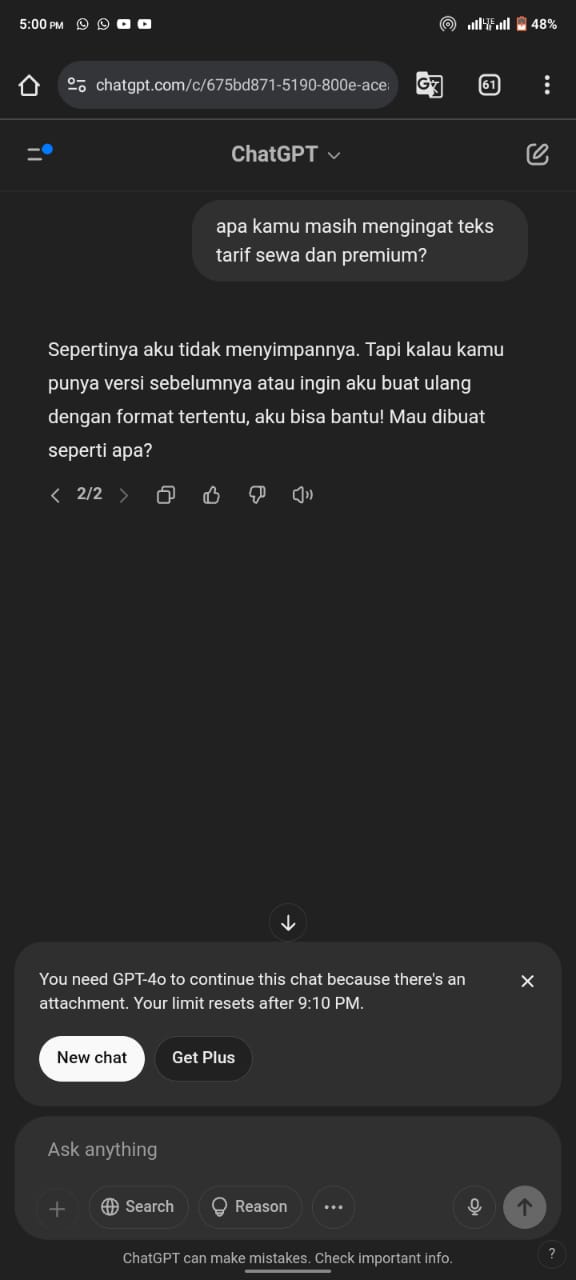 5:00 PM
48%
chatgpt.com/c/675bd871-5190-800e-ace
61
ChatGPT
apa kamu masih mengingat teks
tarif sewa dan premium?
Sepertinya aku tidak menyimpannya. Tapi kalau kamu
punya versi sebelumnya atau ingin aku buat ulang
dengan format tertentu, aku bisa bantu! Mau dibuat
seperti apa?
2/2
You need GPT-4o to continue this chat because there's an
attachment. Your limit resets after 9:10 PM.
New chat
Get Plus
Ask anything
Search
Reason
ChatGPT can make mistakes. Check important info.
?